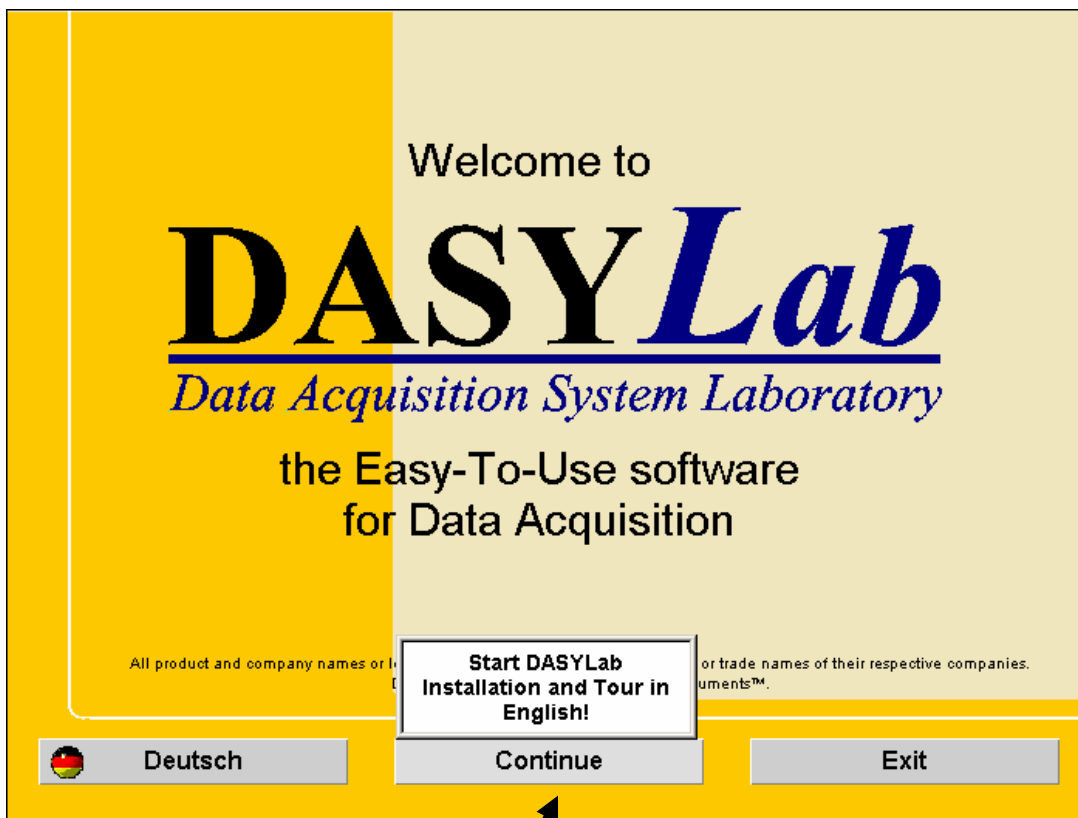 Welcome to
DASYLab
Data Acquisition System Laboratory
the Easy-To-Use software
for Data Acquisition
All product and company names or or trade names of their respective companies.
uments™.
Start DASYLab
Installation and Tour in
English!
Deutsch
Continue
Exit